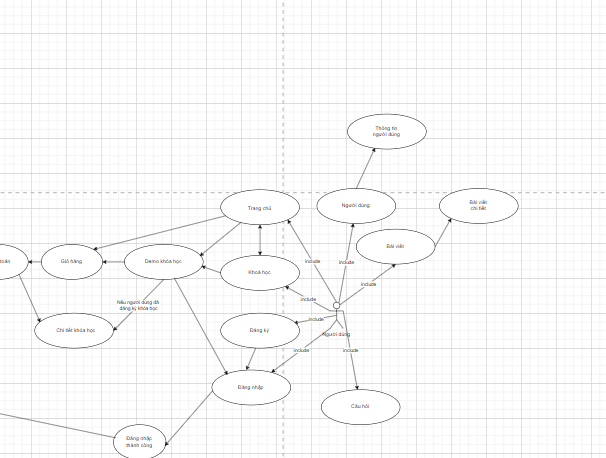 Thông tin
người dùng
Bài viết
chi tiết
Trang chủ
Người dùng
Bài viết
toán
Giỏ hàng
Demo khóa học
include
include
Khoá học
include
include
Nếu người dùng đã
đăng ký khóa học
Chi tiết khóa học
Đăng ký
include
Người dùng
include
include
Đăng nhập
Câu hỏi
Đăng nhập
thành công